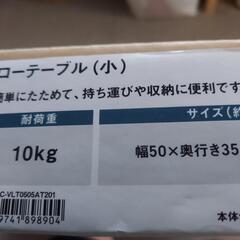 ローテーブル(小)
簡単にたためて、持ち運びや収納に便利です
耐荷重
サイズ(約
10kg
幅50×奥行き35
C-VLT0505AT201
本体
9741898904